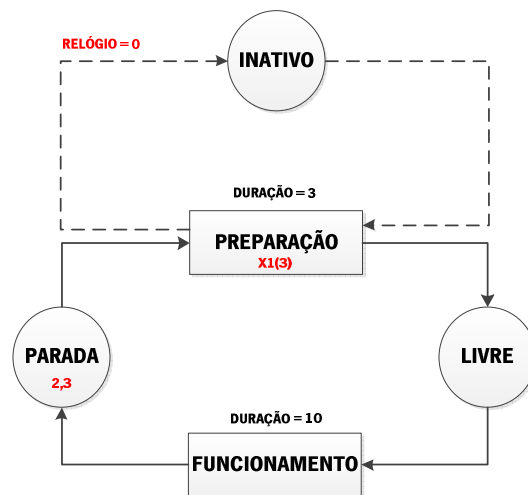 RELÓGIO = 0
INATIVO
DURAÇÃO = 3
PREPARAÇÃO
X1(3)
PARADA
2,3
LIVRE
DURAÇÃO = 10
FUNCIONAMENTO